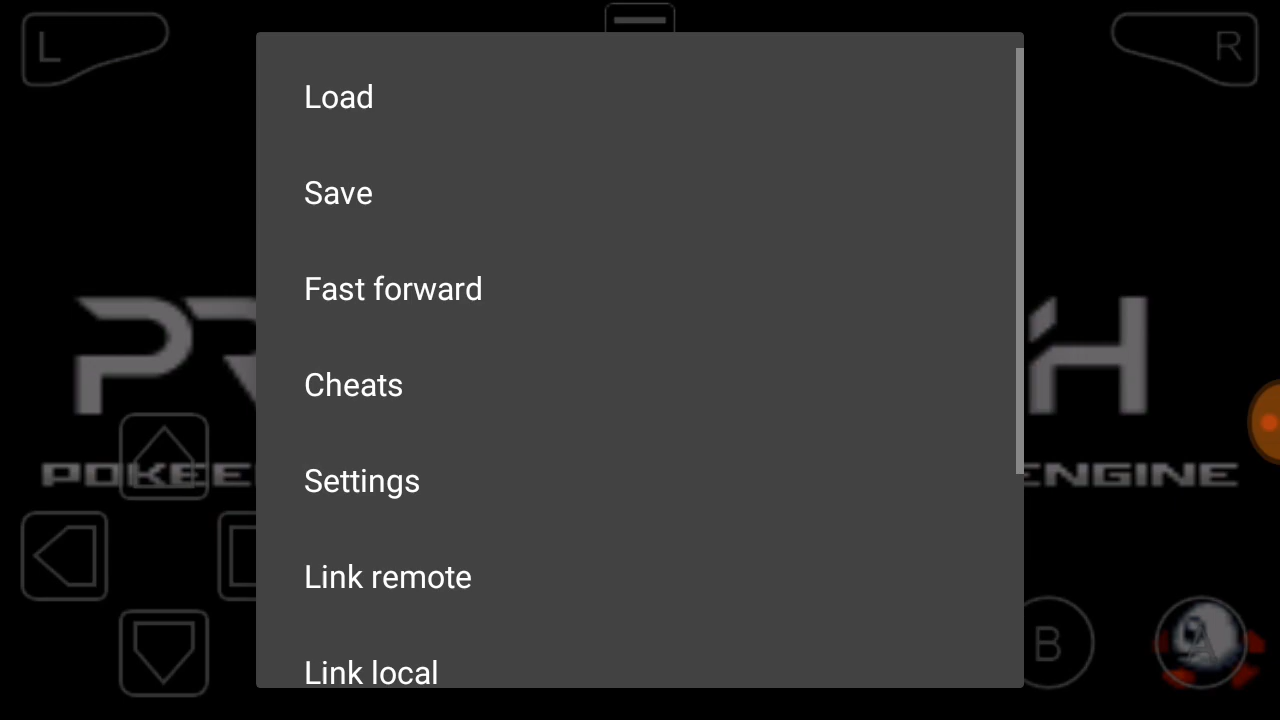 L
R
Load
Save
Fast forward
Cheats
Settings
Link remote
Link local
B
A
ENGINE